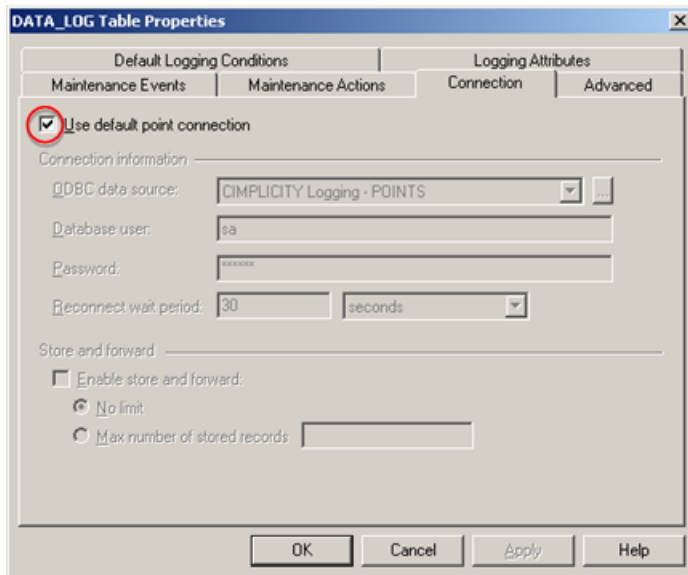 DATA_LOG Table Properties
Default Logging Conditions
Logging Attributes
Maintenance Events
Maintenance Actions
Connection
Advanced
Use default point connection
Connection information
ODBC data source:
CIMPLICITY Logging - POINTS
...
Database user:
sa
Password:
******
Reconnect wait period:
30
seconds
Store and forward
Enable store and forward:
No limit
Max number of stored records
OK
Cancel
Apply
Help